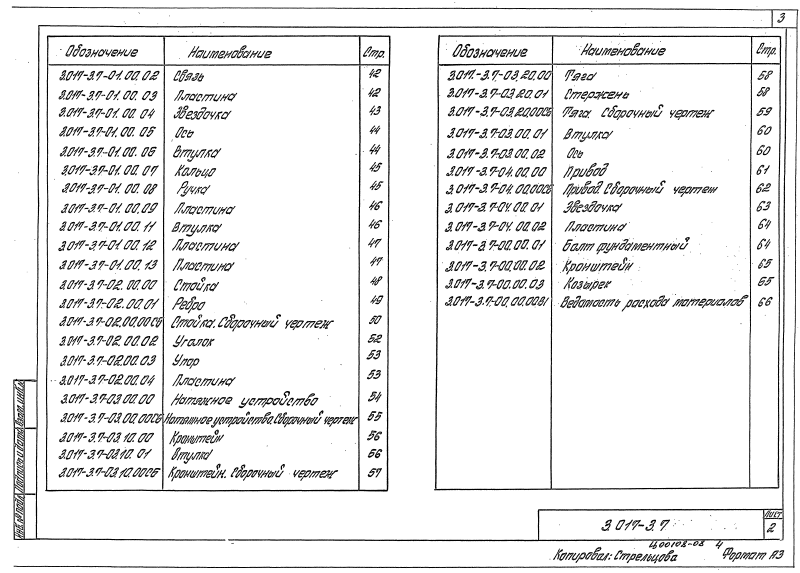 3
Обозначение Наименование Стр.
3.017-3.7-01.00.02 Связь 42
3.017-3.7-01.00.03 Пластина 42
3.017-3.7-01.00.04 Звездочка 43
3.017-3.7-01.00.05 Ось 44
3.017-3.7-01.00.06 Втулка 44
3.017-3.7-01.00.07 Кольцо 45
3.017-3.7-01.00.08 Ручка 45
3.017-3.7-01.00.09 Пластина 46
3.017-3.7-01.00.11 Втулка 46
3.017-3.7-01.00.12 Пластина 47
3.017-3.7-01.00.13 Пластина 47
3.017-3.7-02.00.00 Стойка 48
3.017-3.7-02.00.01 Ребро 49
3.017-3.7-02.00.00СБ Стойка. Сборочный чертеж 50
3.017-3.7-02.00.02 Уголок 52
3.017-3.7-02.00.03 Упор 53
3.017-3.7-02.00.04 Пластина 53
3.017-3.7-03.00.00 Натяжное устройство 54
3.017-3.7-03.00.00СБ Натяжное устройство. Сборочный чертеж 55
3.017-3.7-03.10.00 Кронштейн 56
3.017-3.7-03.10.01 Втулка 56
3.017-3.7-03.10.00СБ Кронштейн. Сборочный чертеж 57
Обозначение Наименование Стр.
3.017-3.7-03.20.00 Тяга 58
3.017-3.7-03.20.01 Стержень 58
3.017-3.7-03.20.00СБ Тяга Сборочный чертеж 59
3.017-3.7-03.00.01 Втулка 60
3.017-3.7-03.00.02 Ось 60
3.017-3.7-04.00.00 Привод 61
3.017-3.7-04.00.00СБ Привод. Сборочный чертеж 62
3.017-3.7-04.00.01 Звездочка 63
3.017-3.7-04.00.02 Пластина 64
3.017-3.7-00.00.01 Болт фундаментный 64
3.017-3.7-00.00.02 Кронштейн 65
3.017-3.7-00.00.03 Козырек 65
3.017-3.7-00.00.00В1 Ведомость расхода материалов 66
Инв. № подл. Подпись и дата Взам. инв. №
3.017-3.7
Лист
2
Ц00102-08 4
Копировал: Стрельцова Формат А3